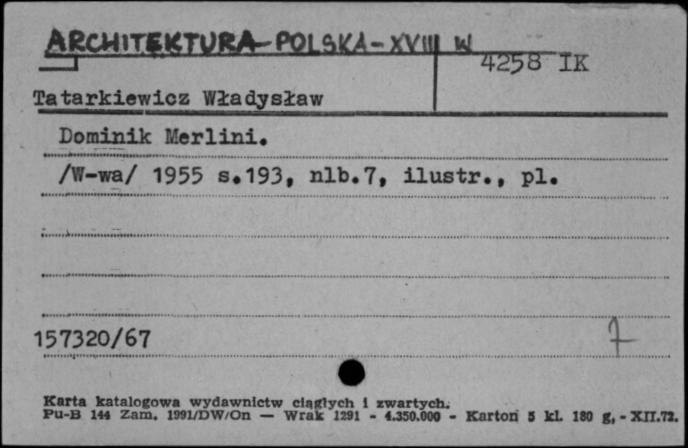 ARCHITEKTURA-POLSKA-XVIII W
4258 IK
Tatarkiewicz Władysław
Dominik Merlini.
/W-wa/ 1955 s.193, nlb.7, ilustr., pl.
157320/67
7
Karta katalogowa wydawnictw ciągłych i zwartych.
Pu-B 144 Zam. 1991/DW/On — Wrak 1291 - 4.350.000 - Karton 5 kl. 180 g. - XII.72.